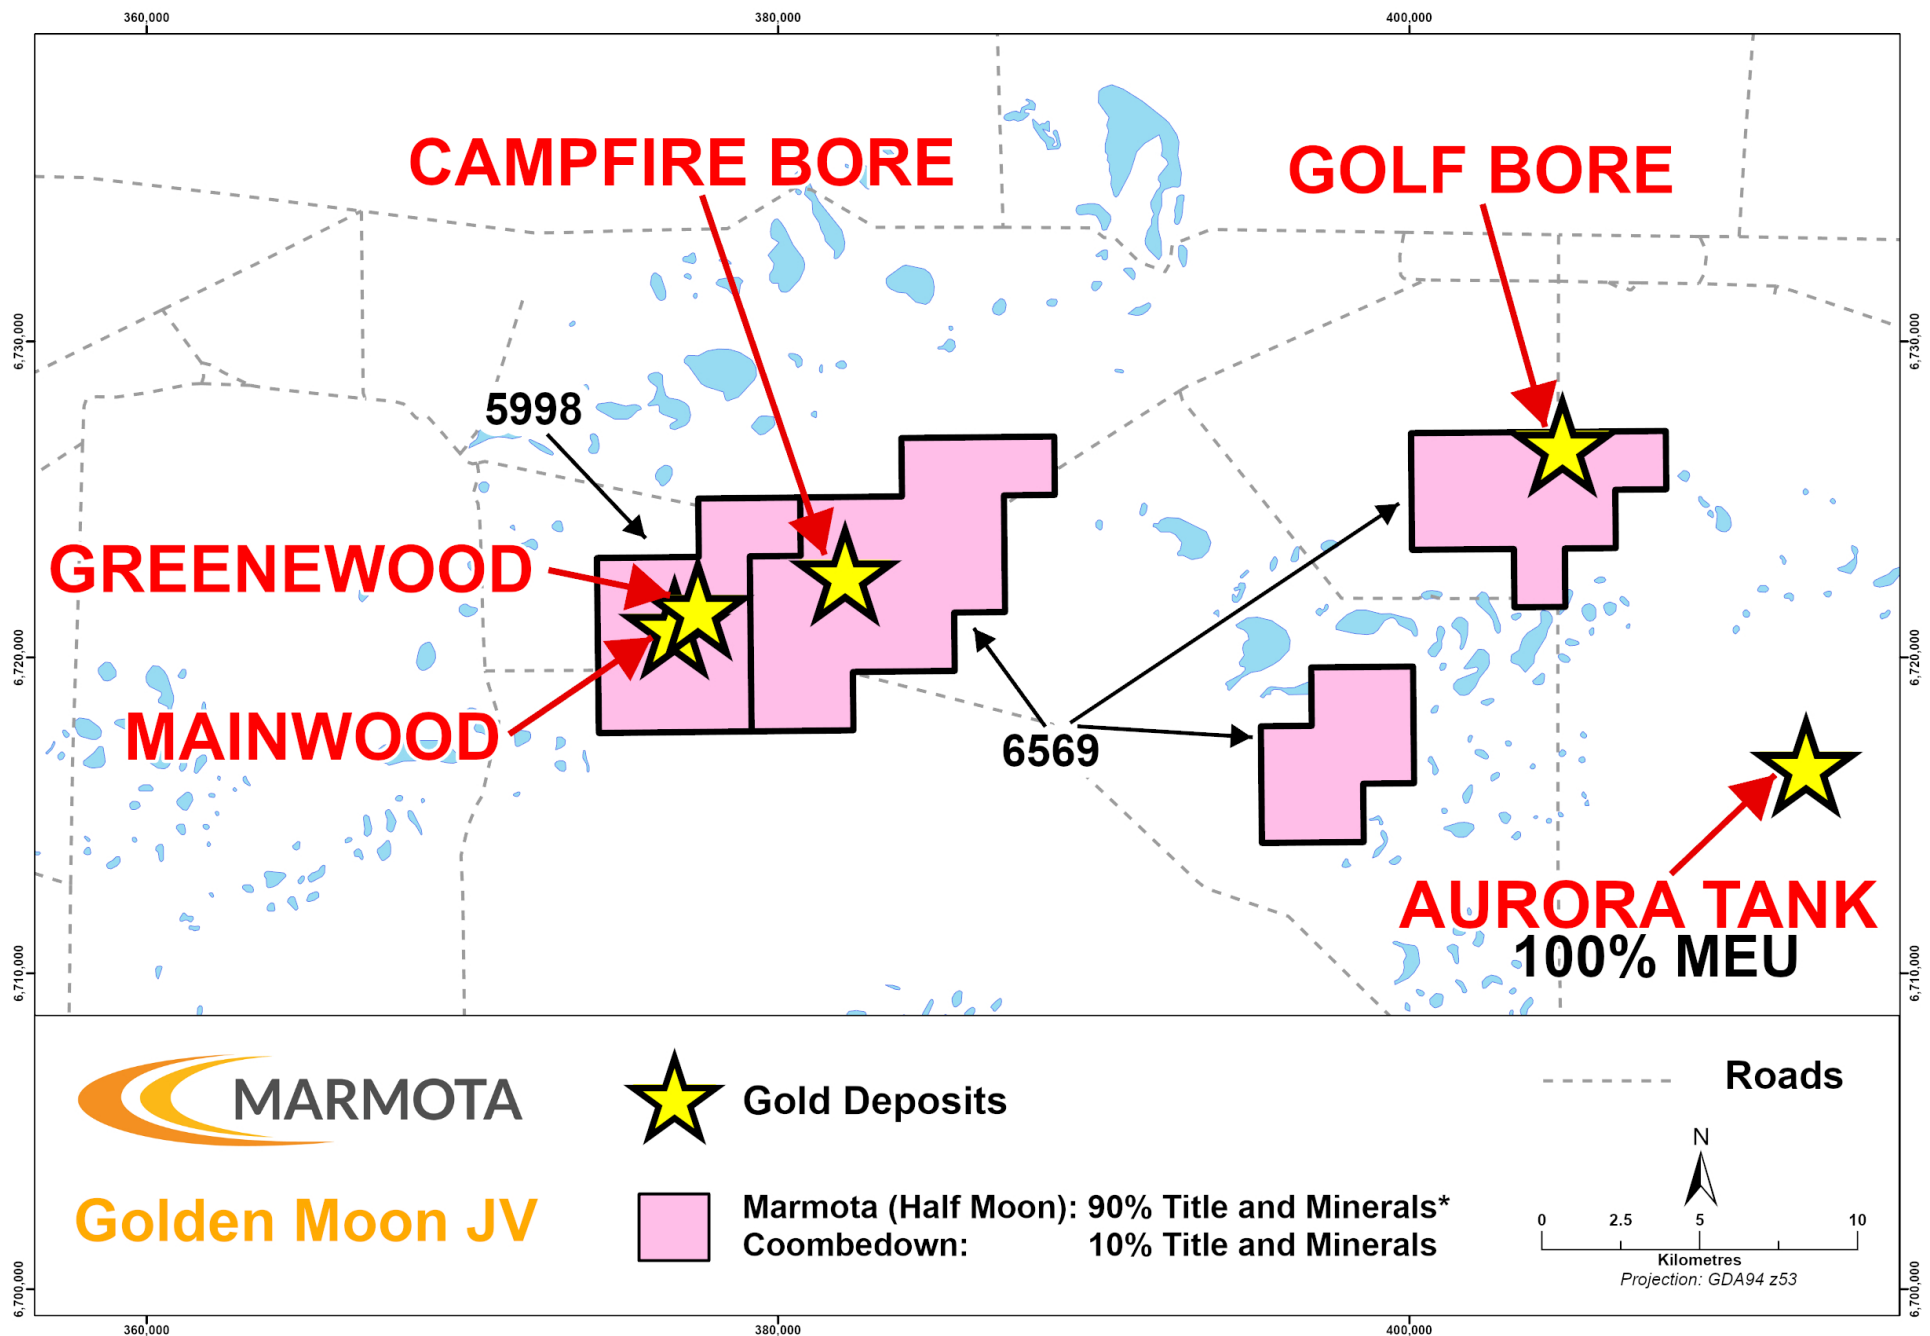 360,000
380,000
400,000
CAMPFIRE BORE
GOLF BORE
6,730,000
6,730,000
5998
GREENEWOOD
6,720,000
6,720,000
MAINWOOD
6569
AURORA TANK
100% MEU
6,710,000
6,710,000
MARMOTA
Golden Moon JV
Gold Deposits
Marmota (Half Moon): 90% Title and Minerals*
Coombedown: 10% Title and Minerals
Roads
N
0 2.5 5 10
Kilometres
Projection: GDA94 z53
6,700,000
6,700,000
360,000
380,000
400,000